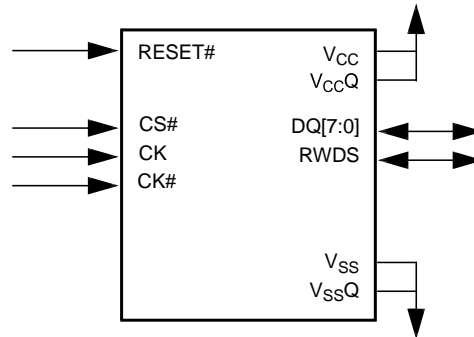 RESET#
CS#
CK
CK#
VCC
VCCQ
DQ[7:0]
RWDS
VSS
VSSQ